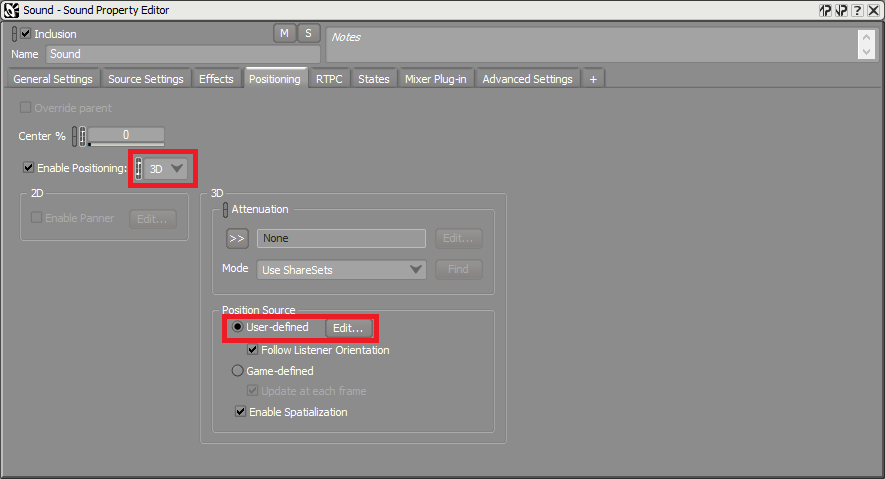 Sound - Sound Property Editor
Inclusion
M S
Notes
Name Sound
General Settings Source Settings Effects Positioning RTPC States Mixer Plug-in Advanced Settings +
Override parent
Center % 0
Enable Positioning: 3D
2D
Enable Panner Edit...
3D
Attenuation
>> None Edit...
Mode Use ShareSets Find
Position Source
User-defined Edit...
Follow Listener Orientation
Game-defined
Update at each frame
Enable Spatialization